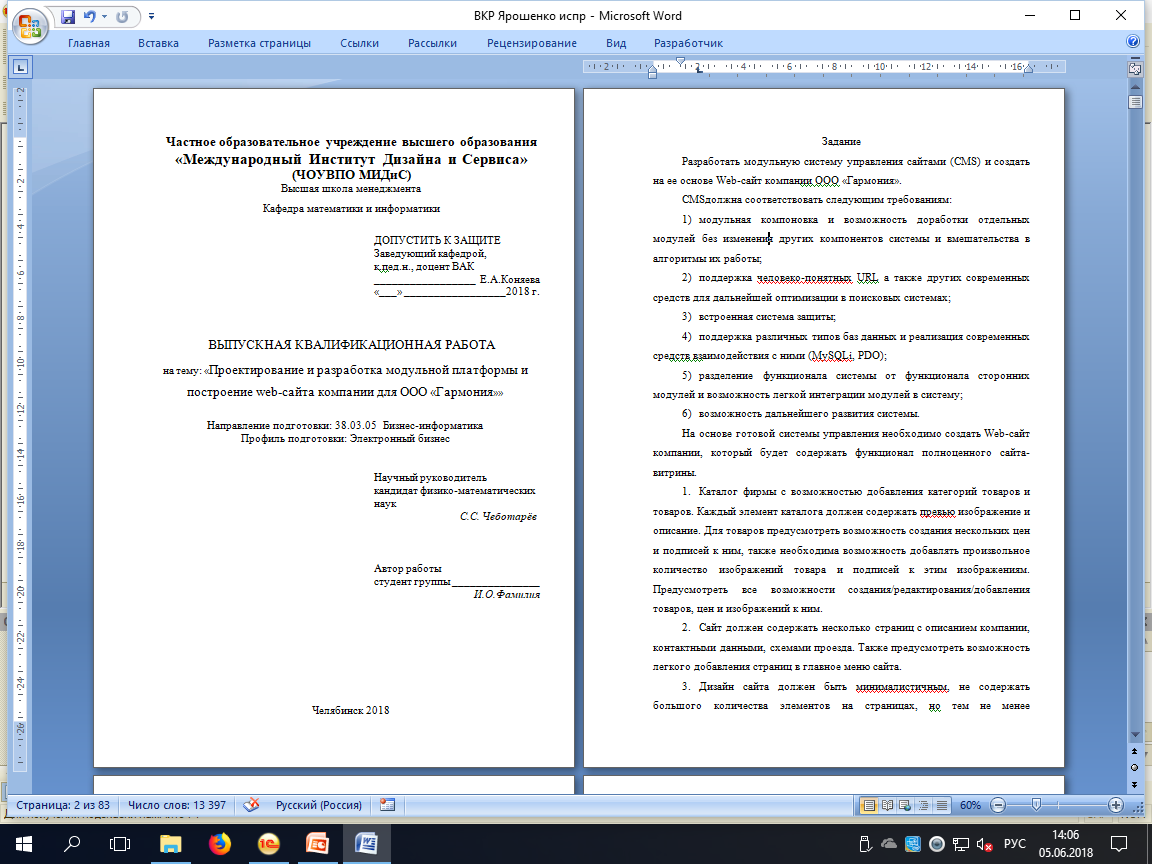 ВКР Ярошенко испр - Microsoft Word
Главная Вставка Разметка страницы Ссылки Рассылки Рецензирование Вид Разработчик
Частное образовательное учреждение высшего образования
«Международный Институт Дизайна и Сервиса»
(ЧОУВПО МИДиС)
Высшая школа менеджмента
Кафедра математики и информатики
ДОПУСТИТЬ К ЗАЩИТЕ
Заведующий кафедрой,
к.пед.н., доцент ВАК
__________________ Е.А.Коняева
«___»__________________2018 г.
ВЫПУСКНАЯ КВАЛИФИКАЦИОННАЯ РАБОТА
на тему: «Проектирование и разработка модульной платформы и
построение web-сайта компании для ООО «Гармония»»
Направление подготовки: 38.03.05 Бизнес-информатика
Профиль подготовки: Электронный бизнес
Научный руководитель
кандидат физико-математических
наук
С.С. Чеботарёв
Автор работы
студент группы________________
И.О.Фамилия
Челябинск 2018
Задание
Разработать модульную систему управления сайтами (CMS) и создать
на ее основе Web-сайт компании ООО «Гармония».
CMSдолжна соответствовать следующим требованиям:
1) модульная компоновка и возможность доработки отдельных
модулей без изменения других компонентов системы и вмешательства в
алгоритмы их работы;
2) поддержка человеко-понятных URL а также других современных
средств для дальнейшей оптимизации в поисковых системах;
3) встроенная система защиты;
4) поддержка различных типов баз данных и реализация современных
средств взаимодействия с ними (MySQLi, PDO);
5) разделение функционала системы от функционала сторонних
модулей и возможность легкой интеграции модулей в систему;
6) возможность дальнейшего развития системы.
На основе готовой системы управления необходимо создать Web-сайт
компании, который будет содержать функционал полноценного сайта-
витрины.
1. Каталог фирмы с возможностью добавления категорий товаров и
товаров. Каждый элемент каталога должен содержать превью изображение и
описание. Для товаров предусмотреть возможность создания нескольких цен
и подписей к ним, также необходима возможность добавлять произвольное
количество изображений товара и подписей к этим изображениям.
Предусмотреть все возможности создания/редактирования/добавления
товаров, цен и изображений к ним.
2. Сайт должен содержать несколько страниц с описанием компании,
контактными данными, схемами проезда. Также предусмотреть возможность
легкого добавления страниц в главное меню сайта.
3. Дизайн сайта должен быть минималистичным, не содержать
большого количества элементов на страницах, но тем не менее
Страница: 2 из 83 Число слов: 13 397 Русский (Россия) 60%
РУС
14:06
05.06.2018